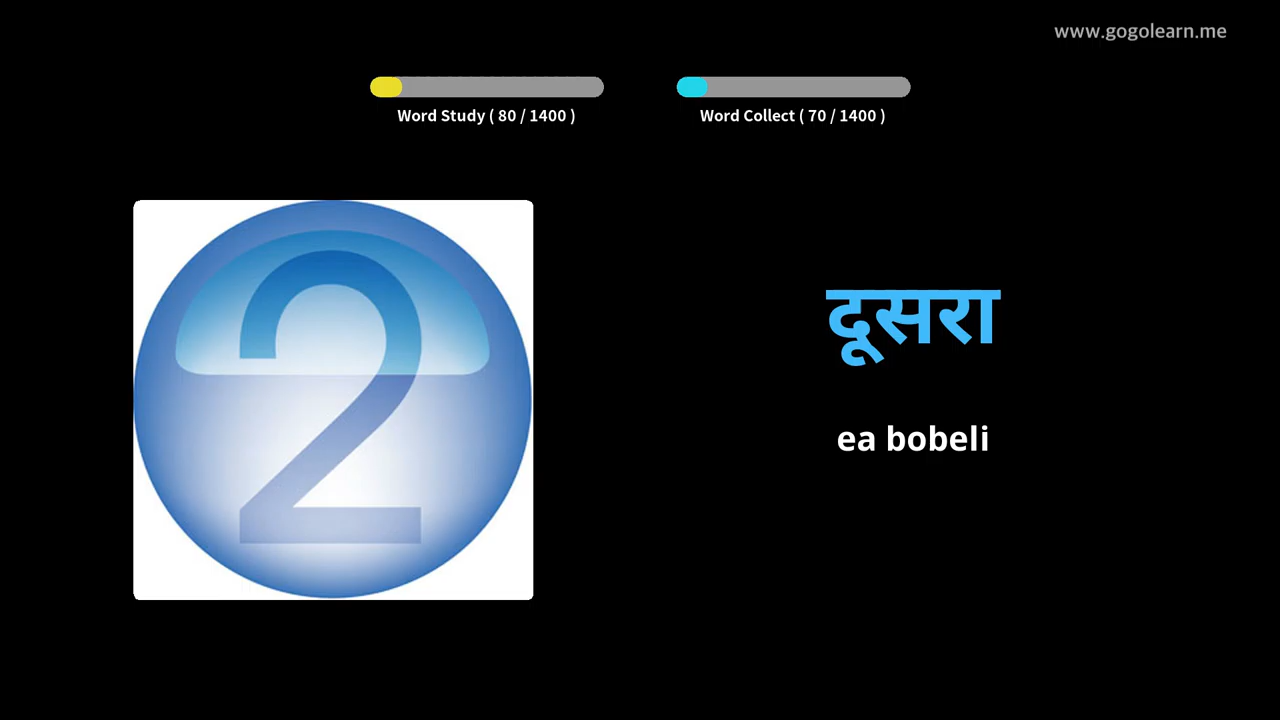 www.gogolearn.me
Word Study ( 80 / 1400 )
Word Collect ( 70 / 1400 )
2
दूसरा
ea bobeli